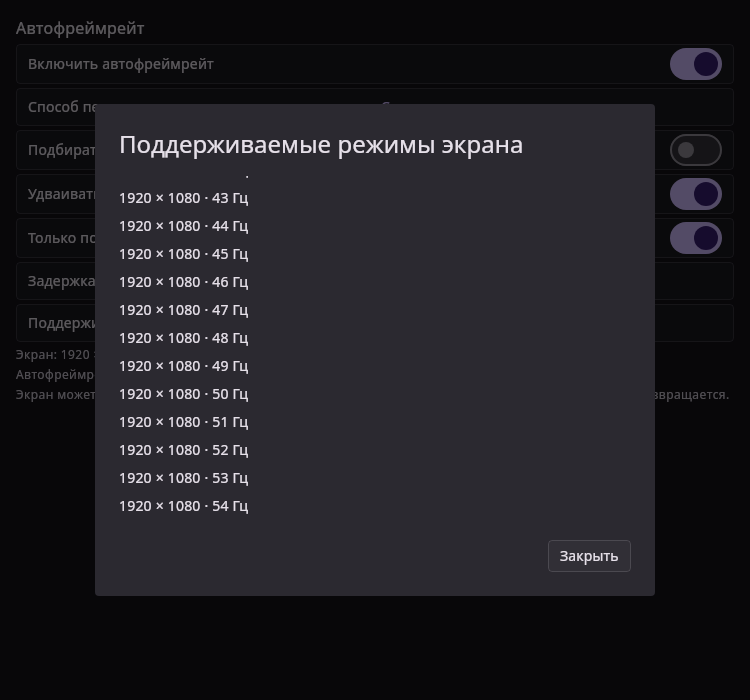 Автофреймрейт
Включить автофреймрейт
Способ пе
Подбират
Удваивать
Только по
Задержка
Поддержи
Экран: 1920
Автофреймр
Экран может
звращается.
Поддерживаемые режимы экрана
1920 × 1080 · 43 Гц
1920 × 1080 · 44 Гц
1920 × 1080 · 45 Гц
1920 × 1080 · 46 Гц
1920 × 1080 · 47 Гц
1920 × 1080 · 48 Гц
1920 × 1080 · 49 Гц
1920 × 1080 · 50 Гц
1920 × 1080 · 51 Гц
1920 × 1080 · 52 Гц
1920 × 1080 · 53 Гц
1920 × 1080 · 54 Гц
Закрыть